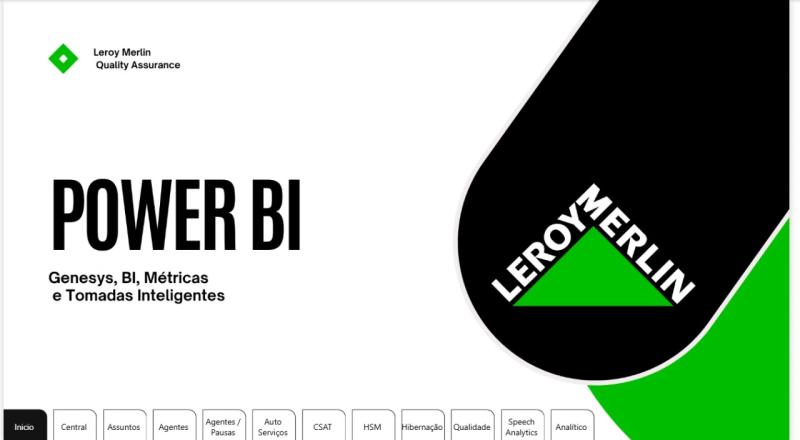 Leroy Merlin
Quality Assurance
POWER BI
Genesys, BI, Métricas
e Tomadas Inteligentes
LEROY MERLIN
Início
Central
Assuntos
Agentes
Agentes /
Pausas
Auto
Serviços
CSAT
HSM
Hibernação
Qualidade
Speech
Analytics
Analítico